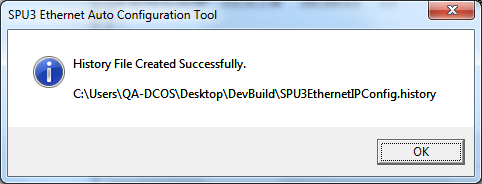 SPU3 Ethernet Auto Configuration Tool
History File Created Successfully.
C:\Users\QA-DCOS\Desktop\DevBuild\SPU3EthernetIPConfig.history
OK